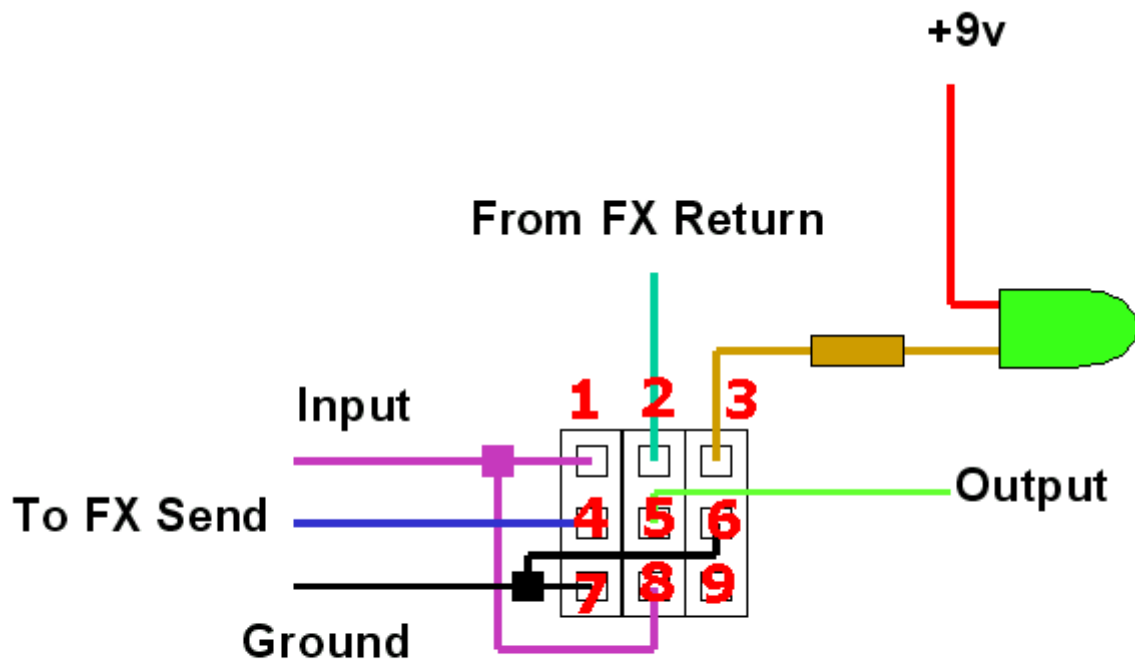 +9v
From FX Return
1 2 3
Input
Output
To FX Send
4 5 6
7 8 9
Ground